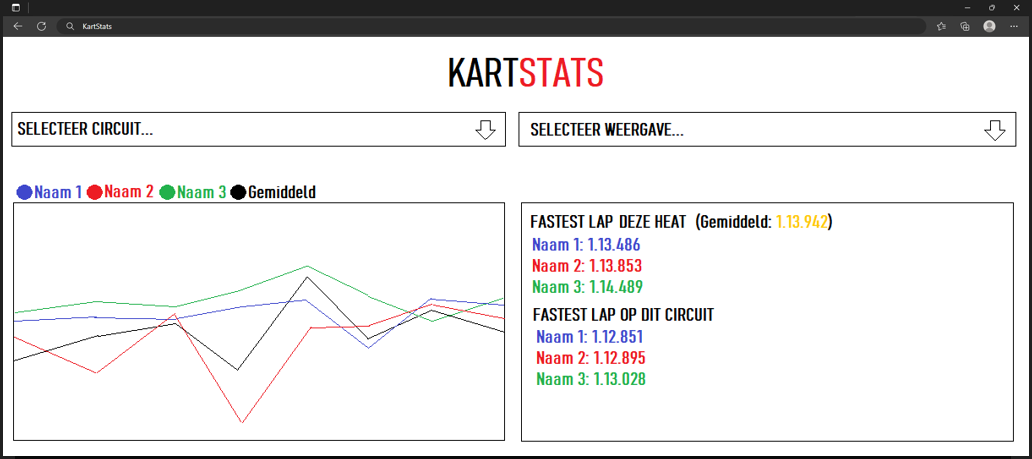 KartStats
KARTSTATS
SELECTEER CIRCUIT...
SELECTEER WEERGAVE...
Naam 1 Naam 2 Naam 3 Gemiddeld
FASTEST LAP DEZE HEAT (Gemiddeld: 1.13.942)
Naam 1: 1.13.486
Naam 2: 1.13.853
Naam 3: 1.14.489
FASTEST LAP OP DIT CIRCUIT
Naam 1: 1.12.851
Naam 2: 1.12.895
Naam 3: 1.13.028